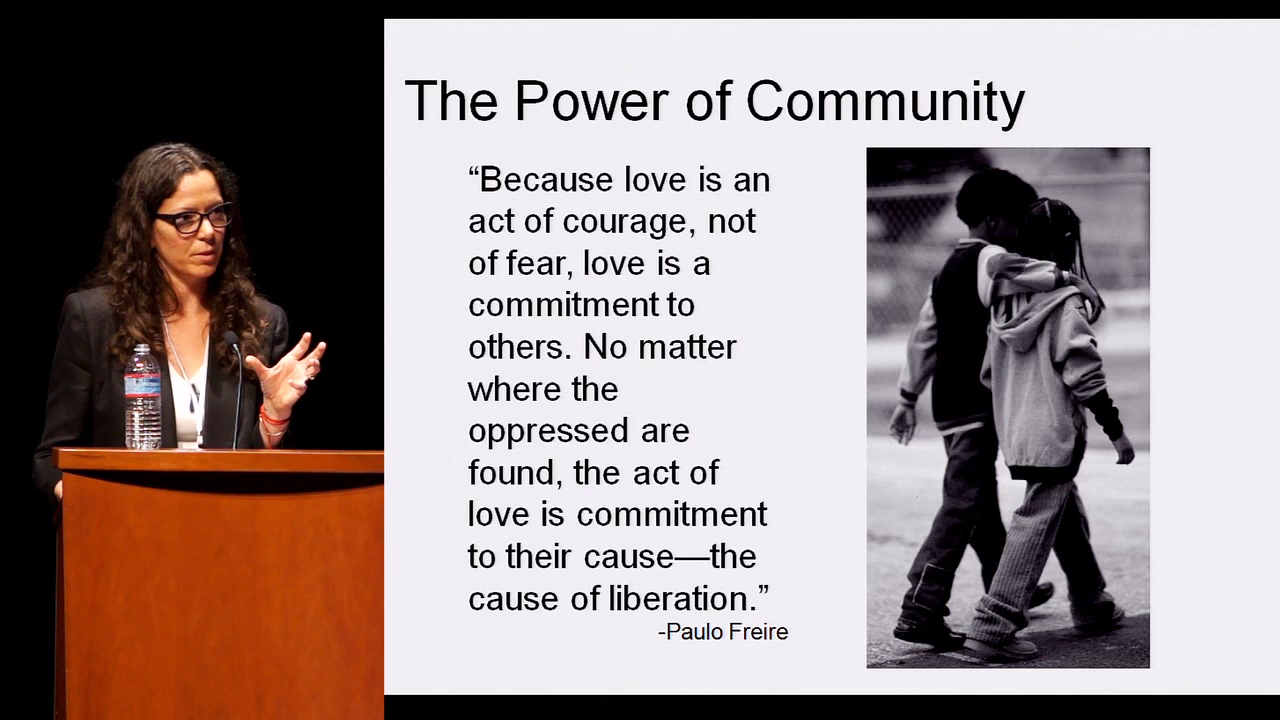 The Power of Community
“Because love is an
act of courage, not
of fear, love is a
commitment to
others. No matter
where the
oppressed are
found, the act of
love is commitment
to their cause—the
cause of liberation.”
-Paulo Freire